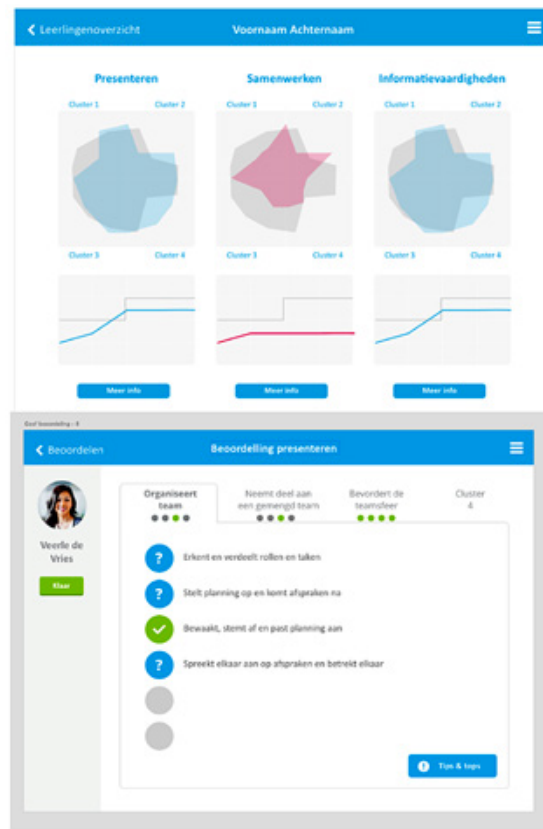 Leerlingenoverzicht
Voornaam Achternaam
Presenteren
Samenwerken
Informatievaardigheden
Cluster 1
Cluster 2
Cluster 1
Cluster 2
Cluster 1
Cluster 2
Cluster 3
Cluster 4
Cluster 3
Cluster 4
Cluster 3
Cluster 4
Meer info
Meer info
Meer info
Geef beoordeling - 4
Beoordelen
Beoordelling presenteren
Veerle de
Vries
Klaar
Organiseert
team
Neemt deel aan
een gemengd team
Bevordert de
teamsfeer
Cluster
4
? Erkent en verdeelt rollen en taken
? Stelt planning op en komt afspraken na
Bewaakt, stemt af en past planning aan
? Spreekt elkaar aan op afspraken en betrekt elkaar
! Tips & tops